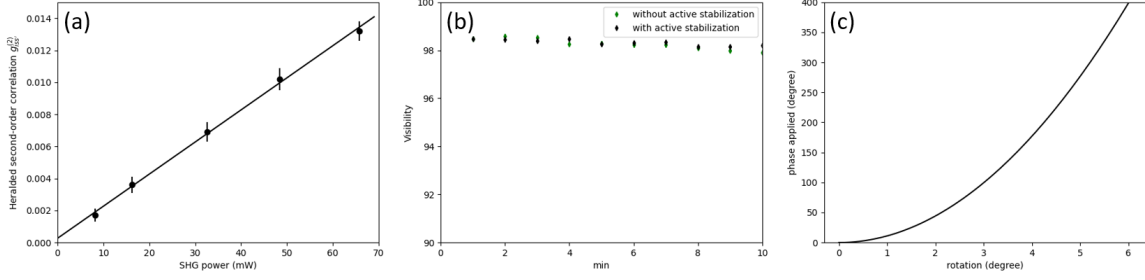 (a)
Heralded second-order correlation g(2)iss'
0.014
0.012
0.010
0.008
0.006
0.004
0.002
0.000
0 10 20 30 40 50 60 70
SHG power (mW)
(b)
without active stabilization
with active stabilization
Visibility
100
98
96
94
92
90
2 4 6 8 10
min
(c)
phase applied (degree)
400
350
300
250
200
150
100
50
0
0 1 2 3 4 5 6
rotation (degree)